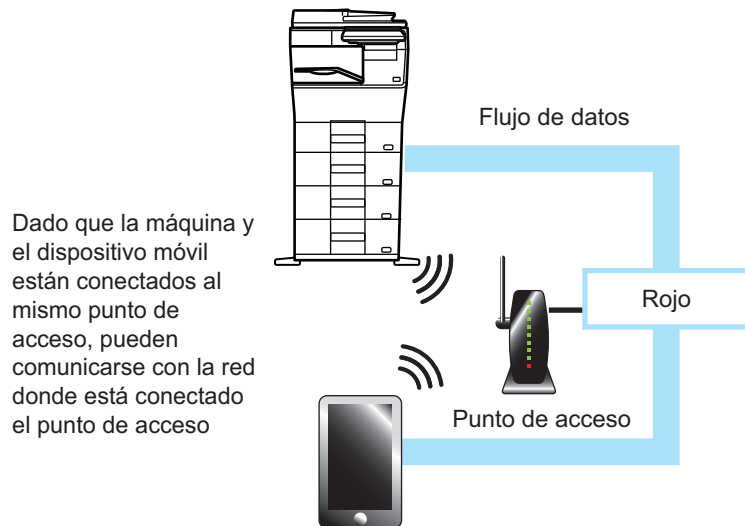 Flujo de datos
Dado que la máquina y
el dispositivo móvil
están conectados al
mismo punto de
acceso, pueden
comunicarse con la red
donde está conectado
el punto de acceso
Rojo
Punto de acceso